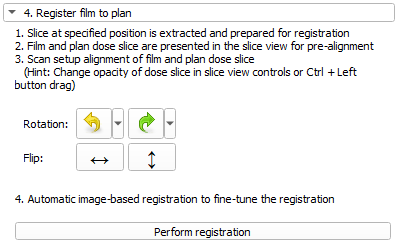 4. Register film to plan
1. Slice at specified position is extracted and prepared for registration
2. Film and plan dose slice are presented in the slice view for pre-alignment
3. Scan setup alignment of film and plan dose slice
(Hint: Change opacity of dose slice in slice view controls or Ctrl + Left
button drag)
Rotation:
Flip:
4. Automatic image-based registration to fine-tune the registration
Perform registration